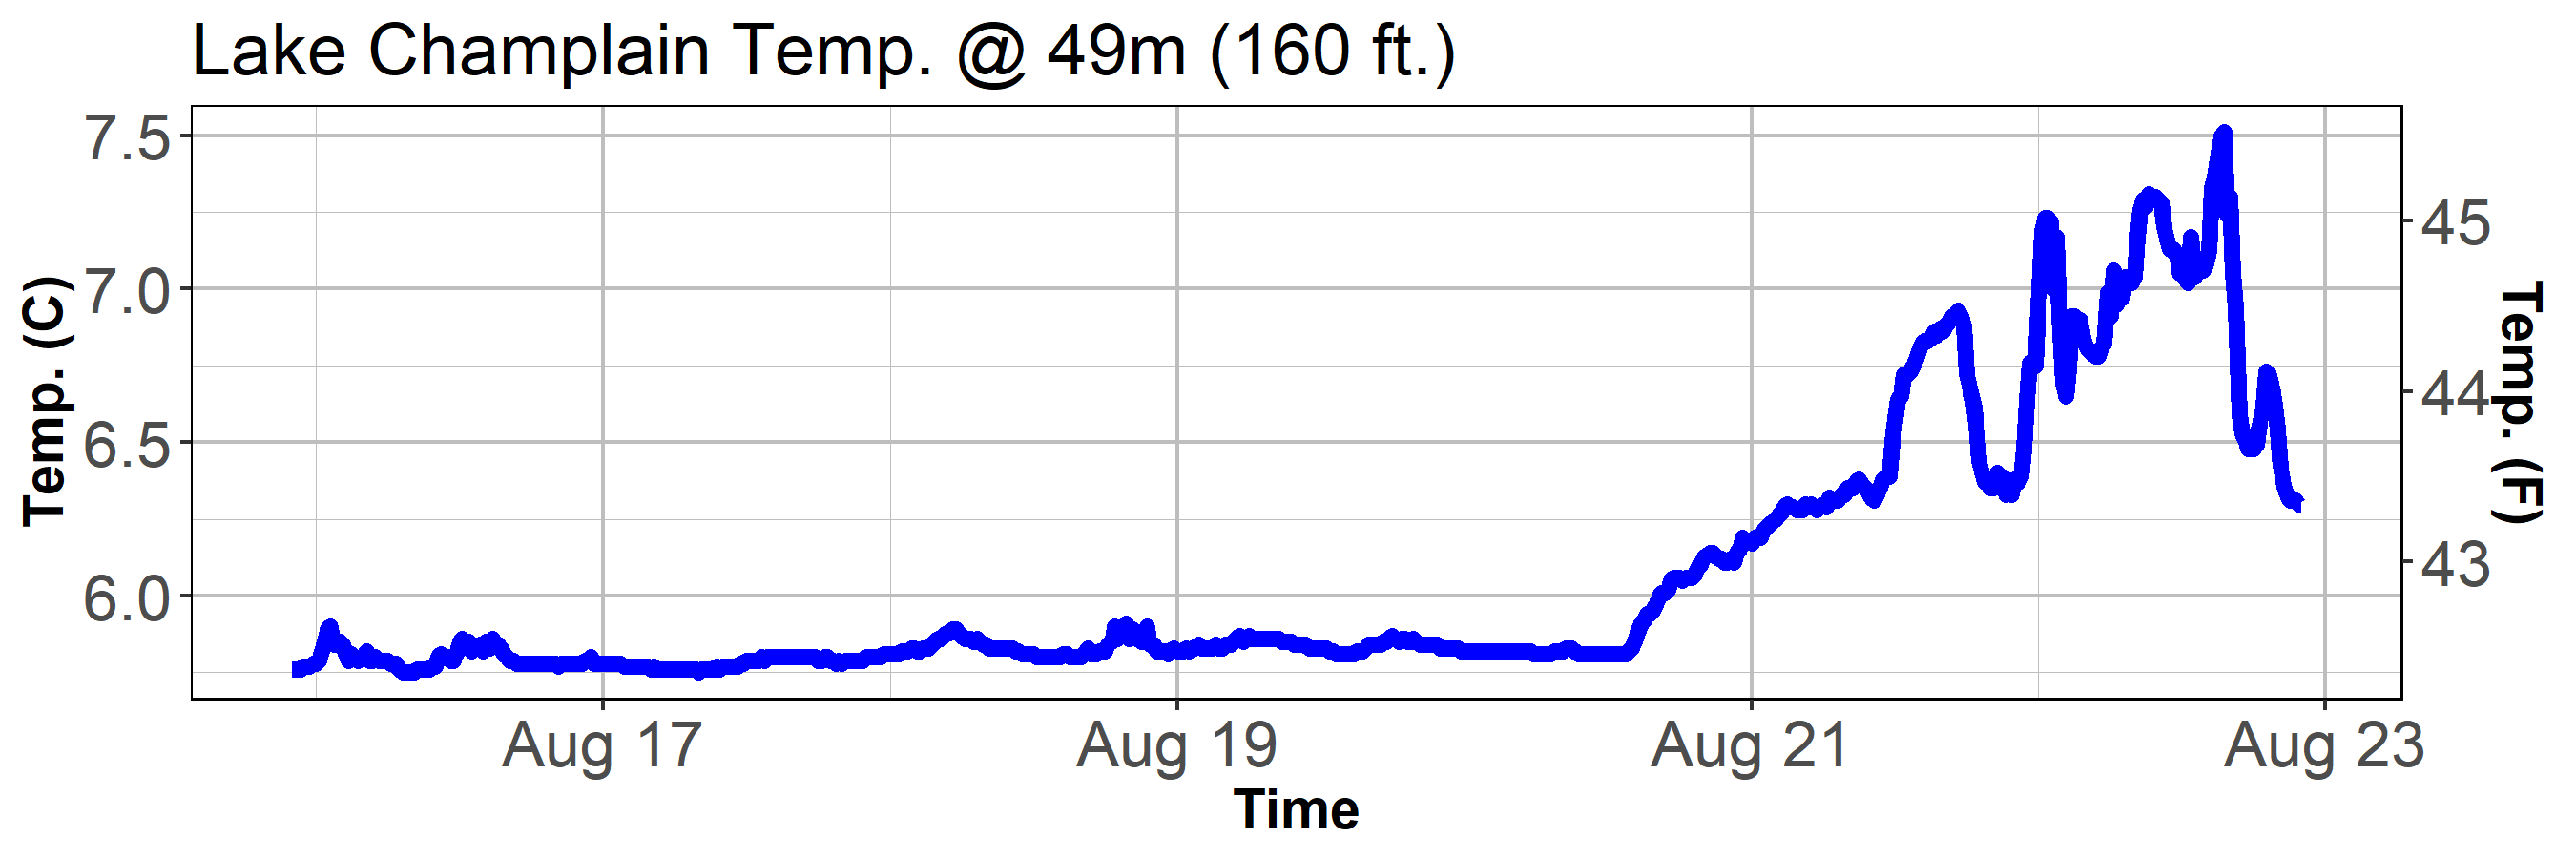 Lake Champlain Temp. @ 49m (160 ft.)
7.5
7.0
6.5
6.0
Temp. (C)
45
44
43
Temp. (F)
Aug 17 Aug 19 Aug 21 Aug 23
Time